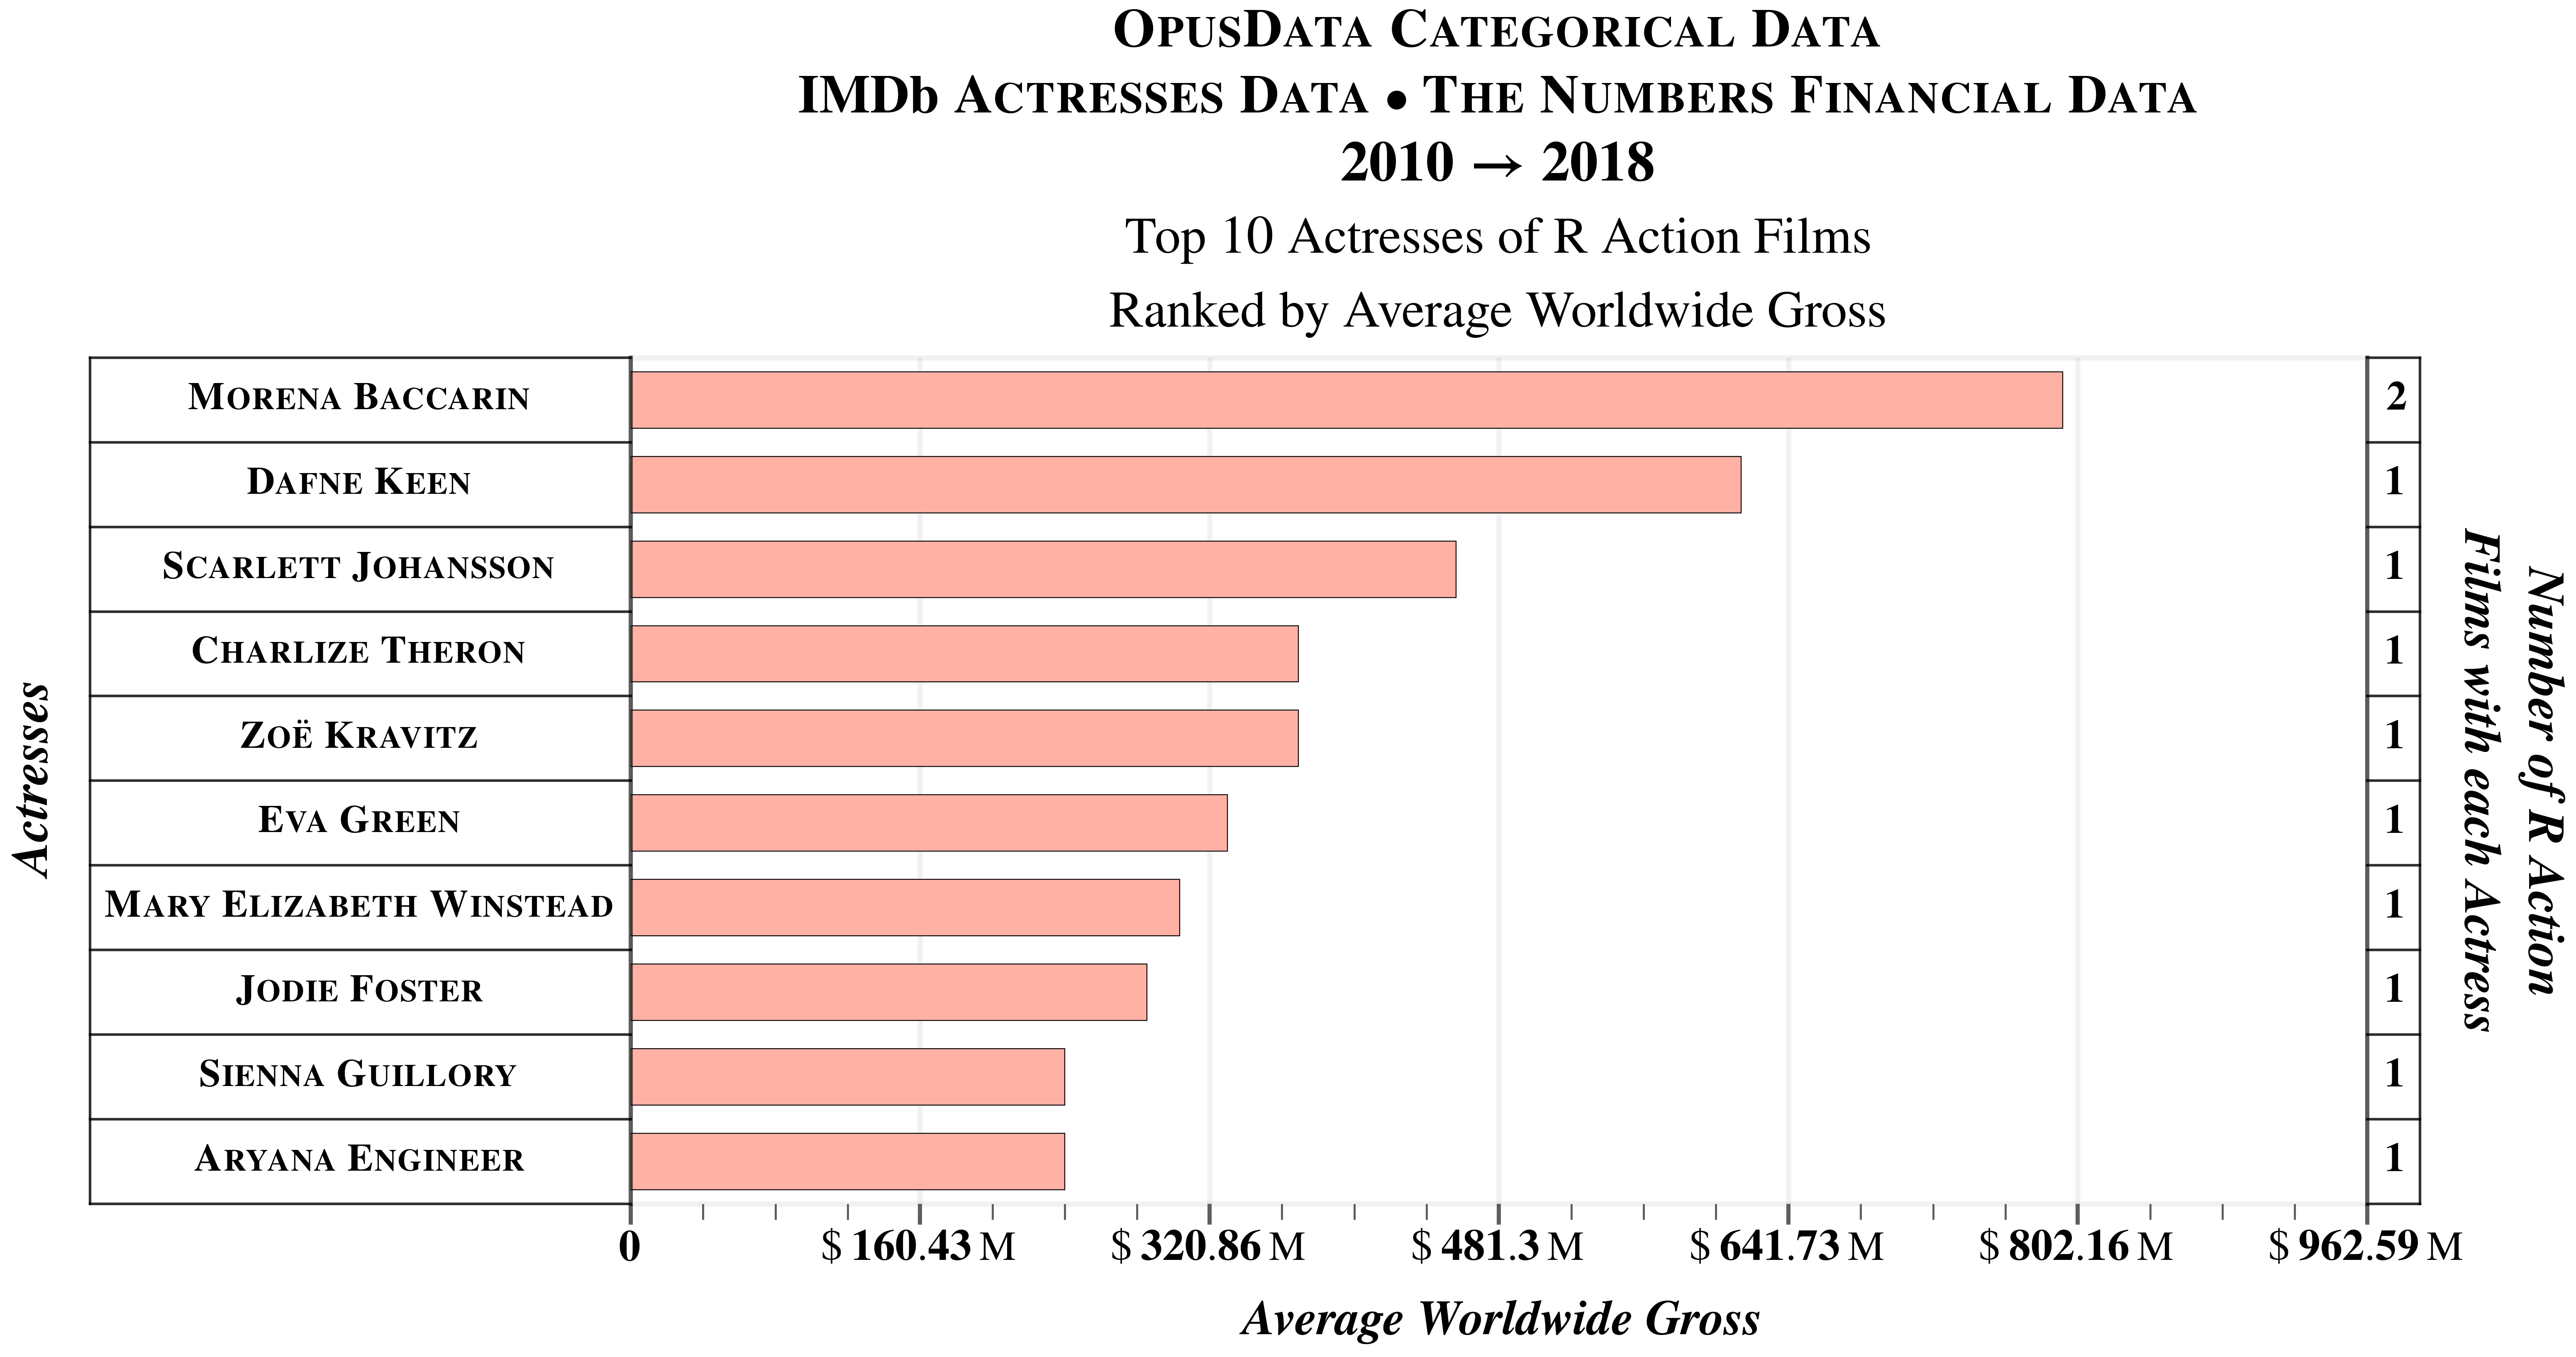 OpusData Categorical Data
IMDb Actresses Data • The Numbers Financial Data
2010 → 2018
Top 10 Actresses of R Action Films
Ranked by Average Worldwide Gross
Actresses
Morena Baccarin 2
Dafne Keen 1
Scarlett Johansson 1
Charlize Theron 1
Zoë Kravitz 1
Eva Green 1
Mary Elizabeth Winstead 1
Jodie Foster 1
Sienna Guillory 1
Aryana Engineer 1
Number of R Action
Films with each Actress
0 $ 160.43 M $ 320.86 M $ 481.3 M $ 641.73 M $ 802.16 M $ 962.59 M
Average Worldwide Gross